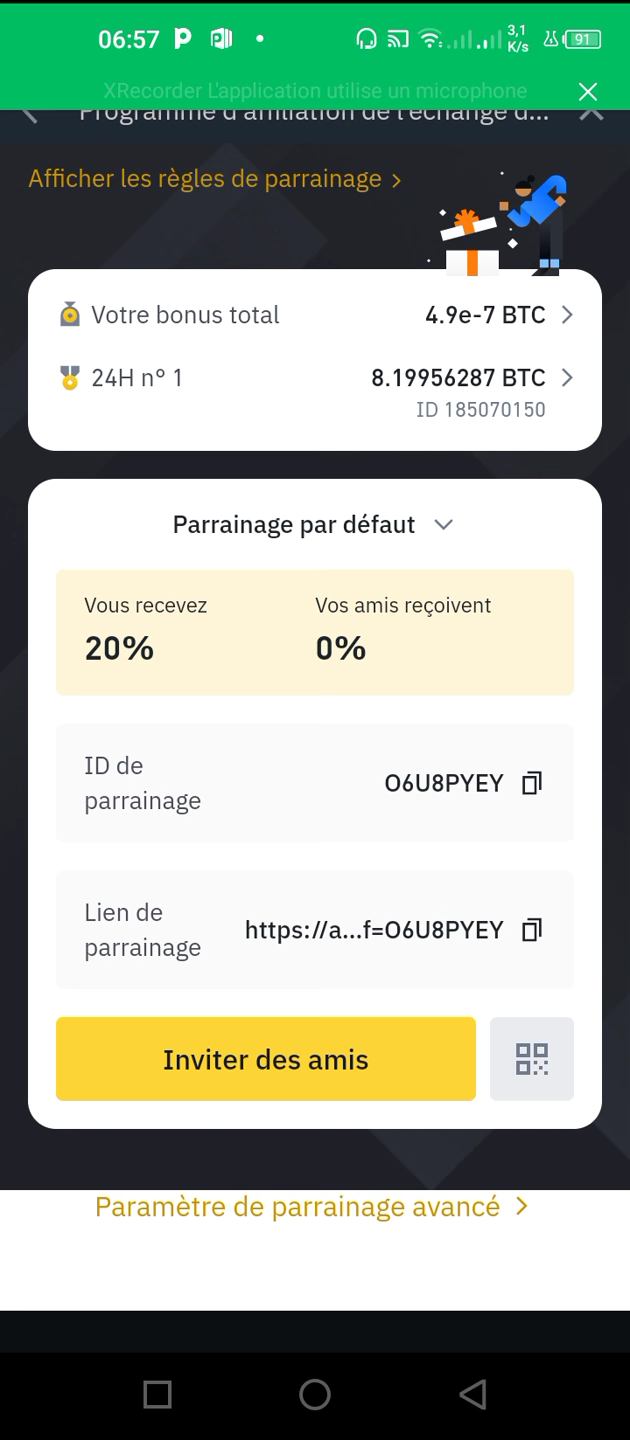 06:57
3,1
K/s
91
XRecorder L'application utilise un microphone
Programme d'affiliation de l'échange d...
Afficher les règles de parrainage
Votre bonus total 4.9e-7 BTC
24H n° 1 8.19956287 BTC
ID 185070150
Parrainage par défaut
Vous recevez Vos amis reçoivent
20% 0%
ID de
parrainage O6U8PYEY
Lien de
parrainage https://a...f=O6U8PYEY
Inviter des amis
Paramètre de parrainage avancé